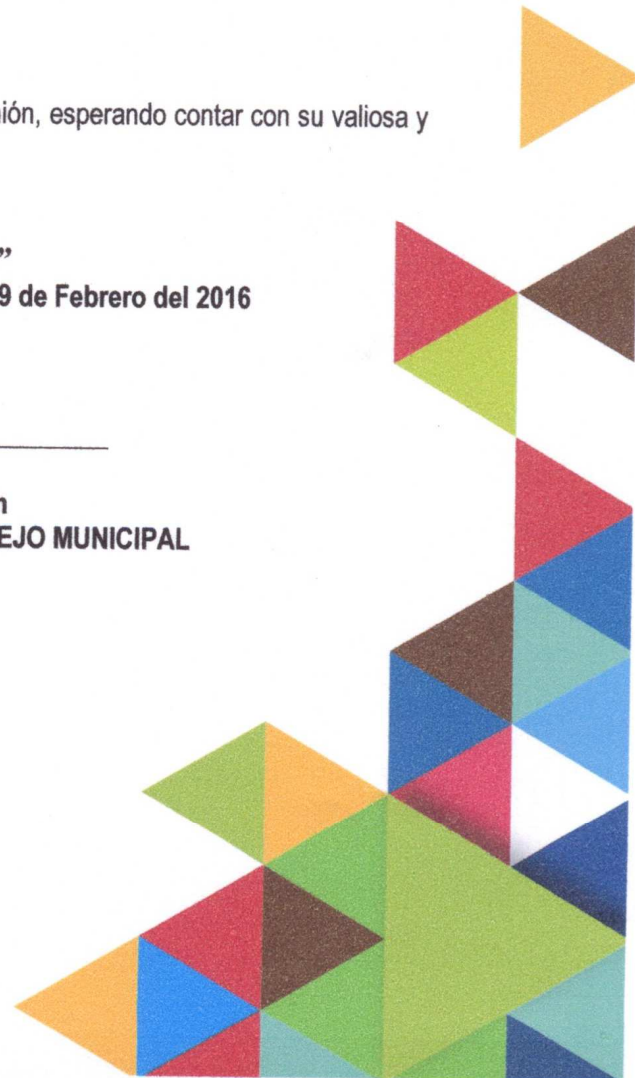 ión, esperando contar con su valiosa y
”
9 de Febrero del 2016
n
EJO MUNICIPAL